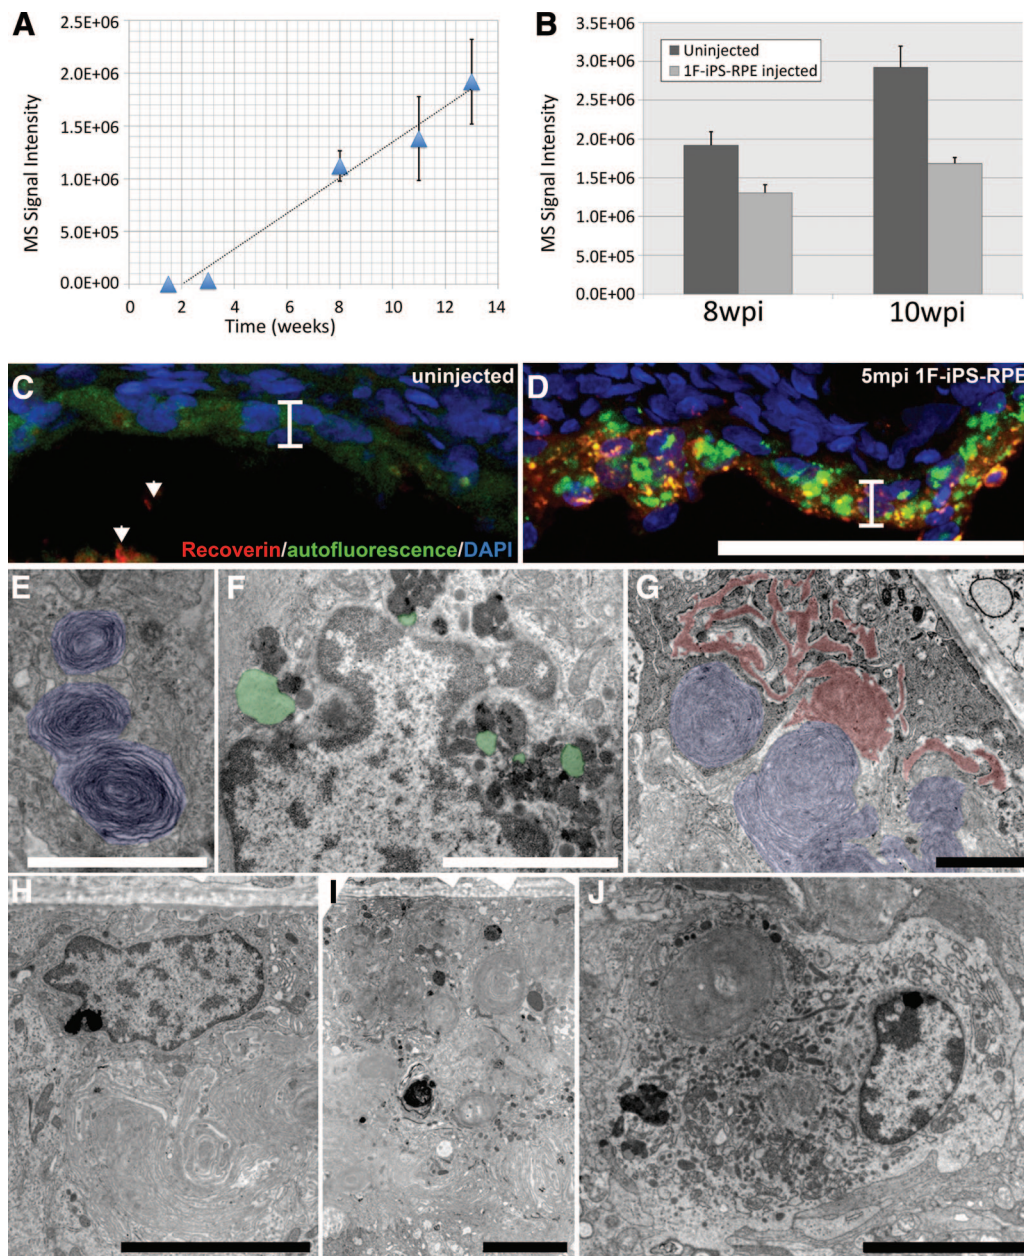 A
MS Signal Intensity
2.5E+06
2.0E+06
1.5E+06
1.0E+06
5.0E+05
0.0E+00
0 2 4 6 8 10 12 14
Time (weeks)
B
MS Signal Intensity
3.5E+06
3.0E+06
2.5E+06
2.0E+06
1.5E+06
1.0E+06
5.0E+05
0.0E+00
Uninjected
1F-iPS-RPE injected
8wpi 10wpi
C
uninjected
Recoverin/autofluorescence/DAPI
D
5mpi 1F-iPS-RPE
E
F
G
H
I
J